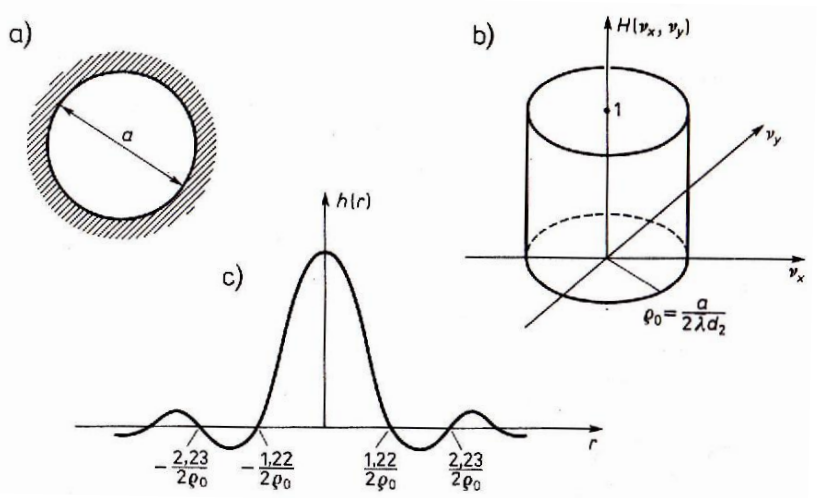 a)
a
b)
H(νx, νy)
1
νy
νx
ϱ0 = a/2λd2
c)
h(r)
r
-2,23/2ϱ0
-1,22/2ϱ0
1,22/2ϱ0
2,23/2ϱ0